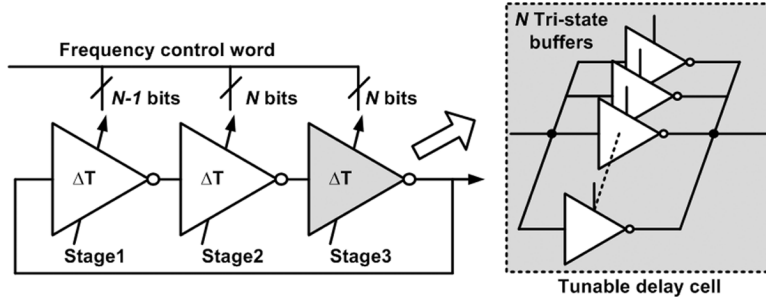 Frequency control word
N-1 bits
N bits
N bits
ΔT
ΔT
ΔT
Stage1
Stage2
Stage3
N Tri-state
buffers
Tunable delay cell